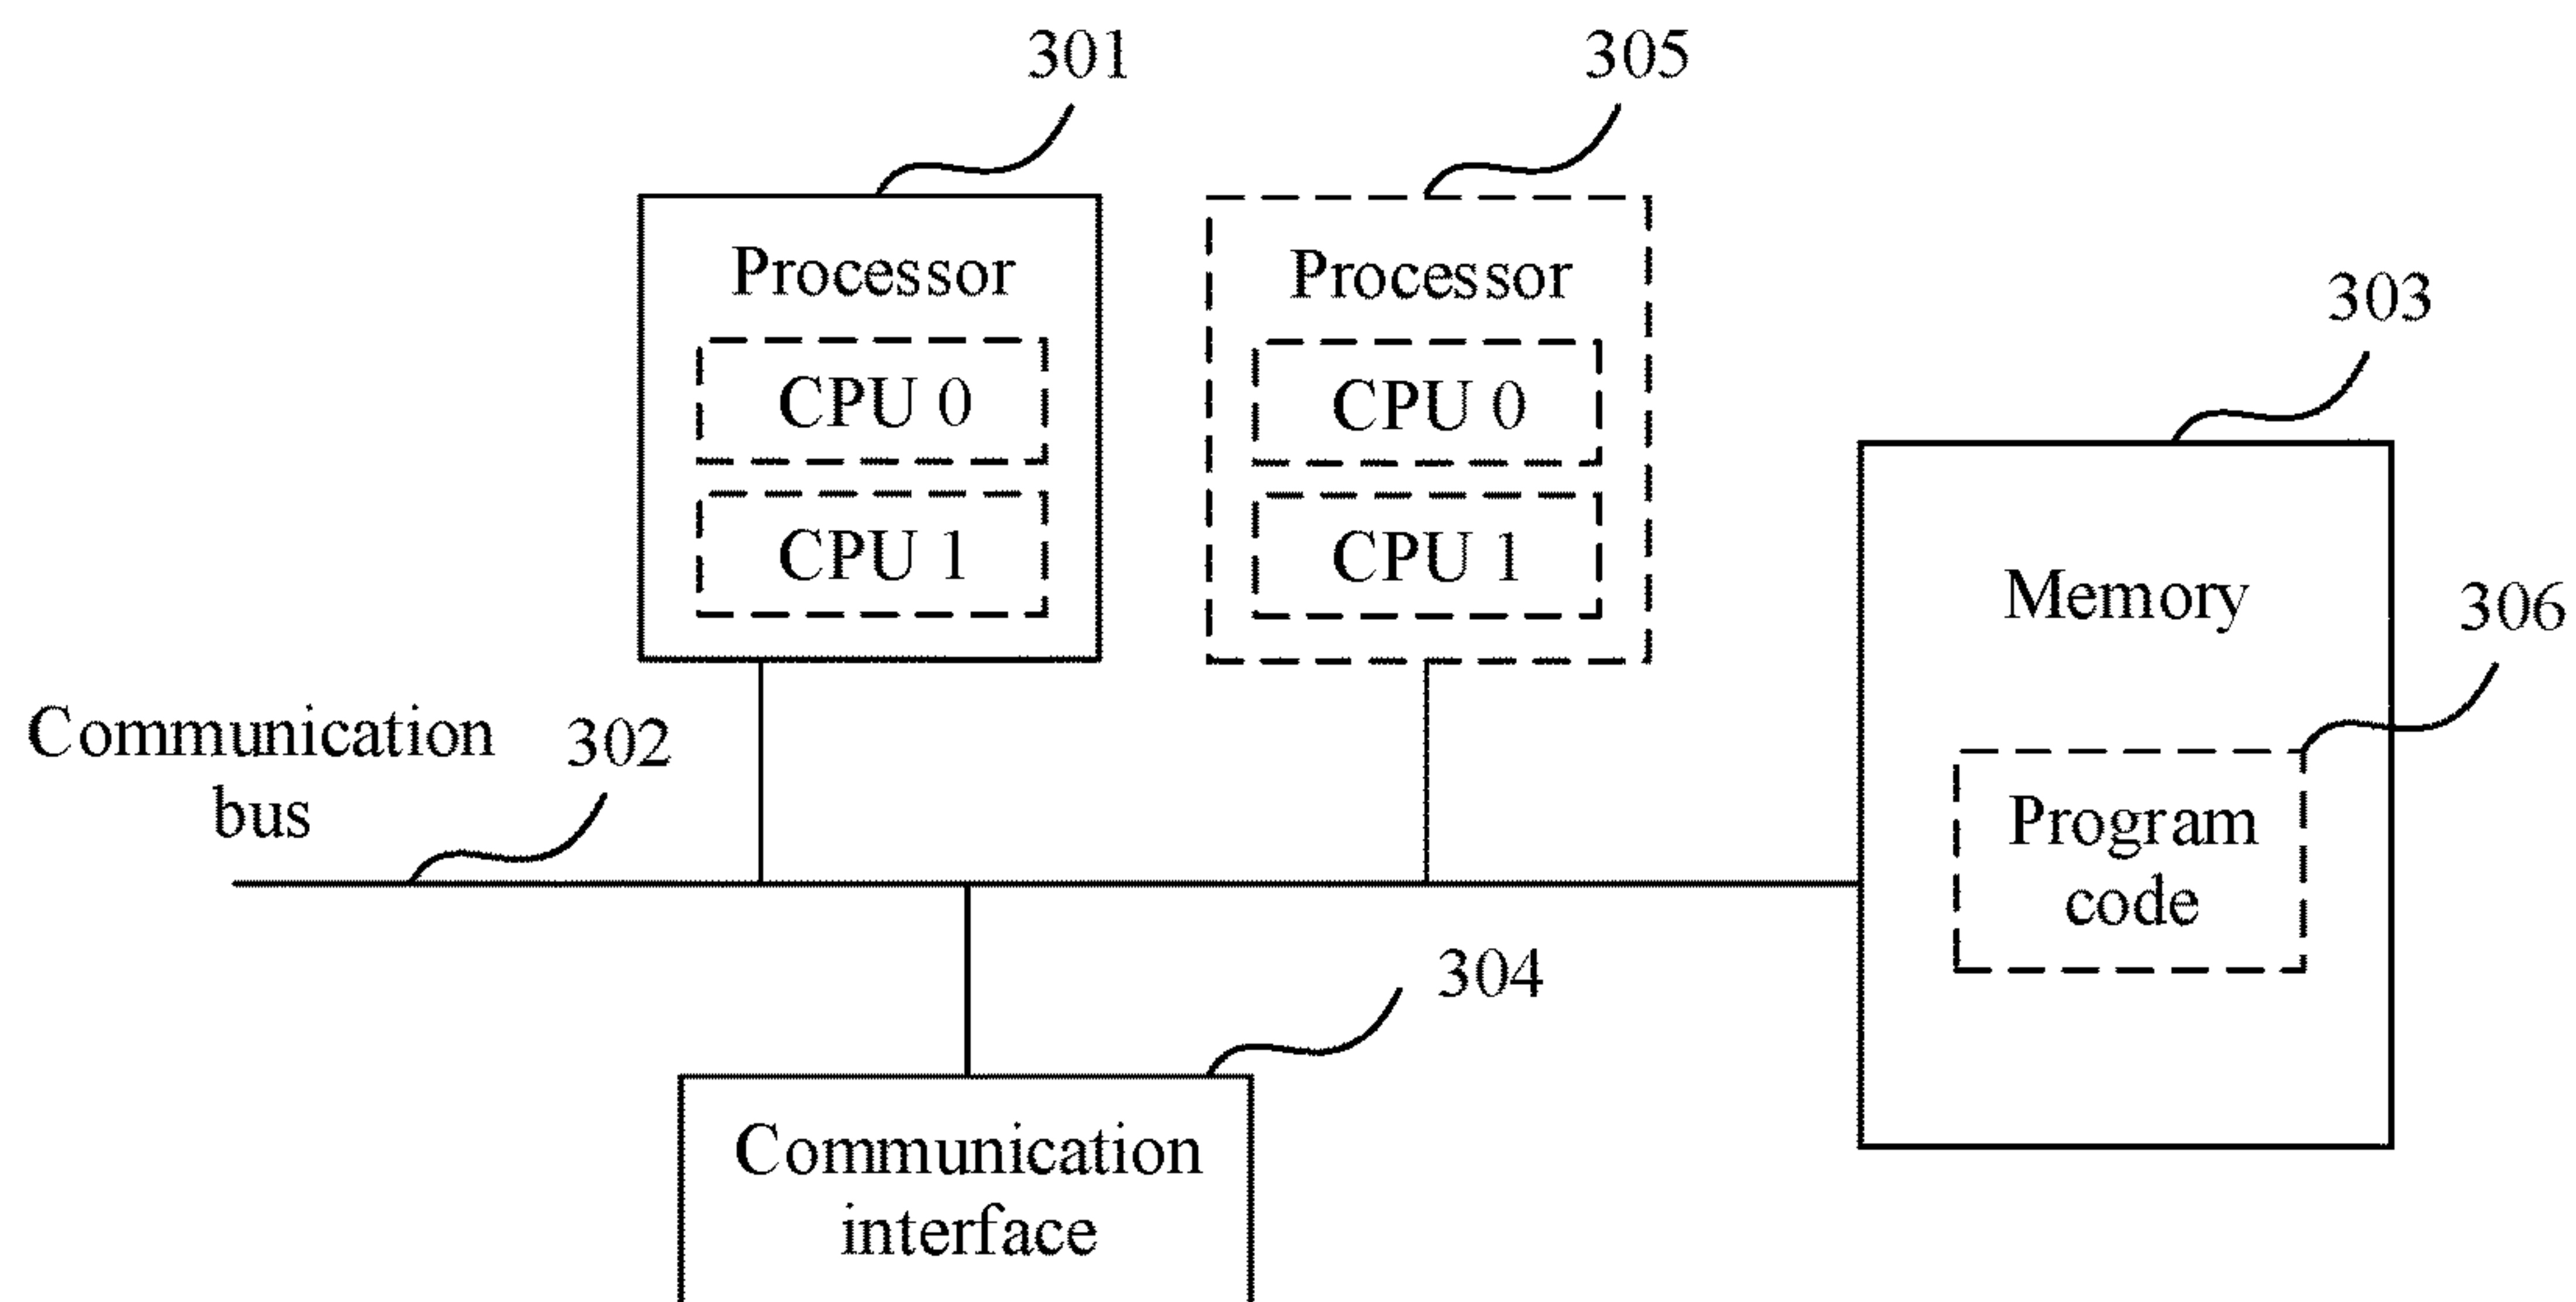 301
305
Processor
CPU 0
CPU 1
Processor
CPU 0
CPU 1
303
Memory
306
Program
code
Communication
bus
302
304
Communication
interface